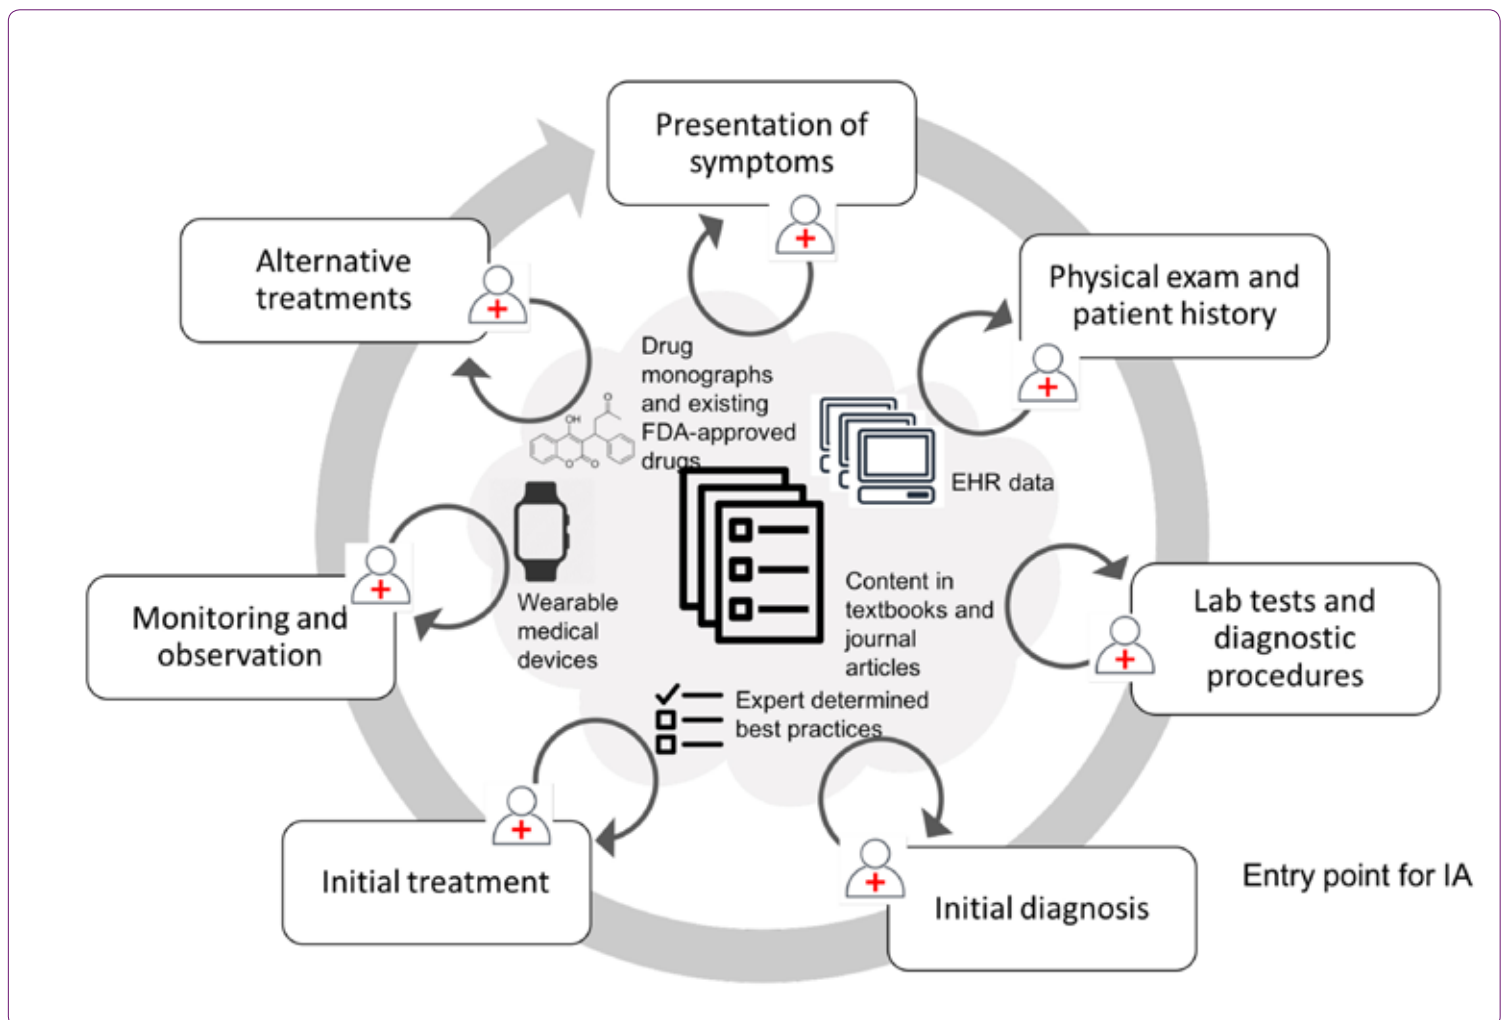 Presentation of
symptoms
Physical exam and
patient history
Alternative
treatments
Drug
monographs
and existing
FDA-approved
drugs
OH
O
O
O
EHR data
Lab tests and
diagnostic
procedures
Content in
textbooks and
journal
articles
Wearable
medical
devices
Monitoring and
observation
Expert determined
best practices
Initial treatment
Initial diagnosis
Entry point for IA